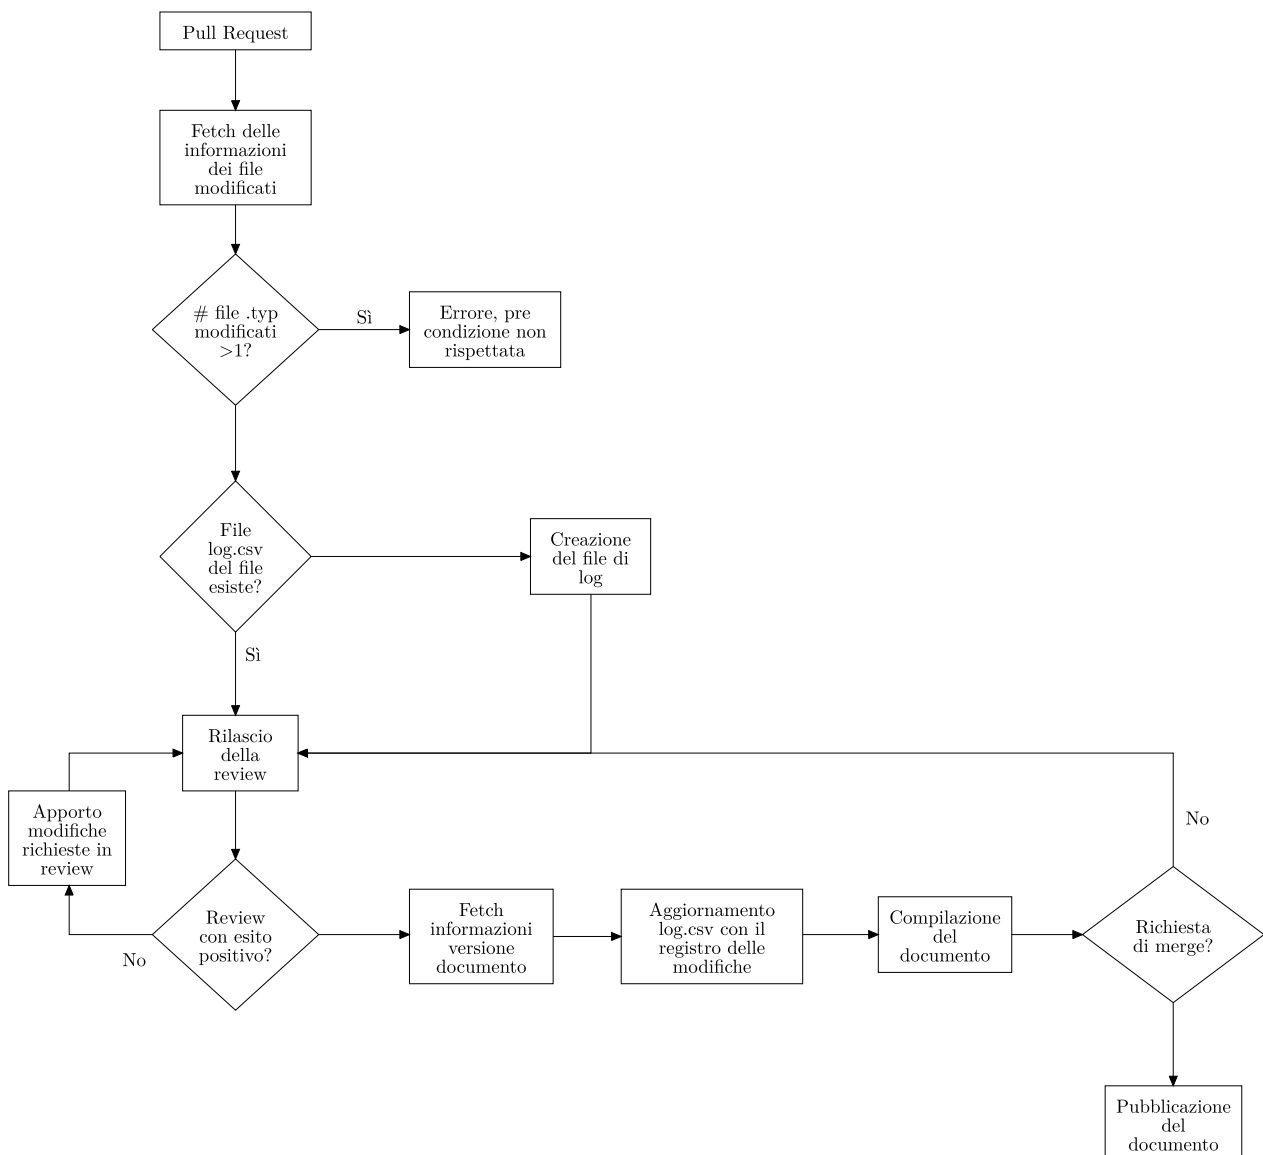 Pull Request
Fetch delle
informazioni
dei file
modificati
# file .typ
modificati
>1?
Sì
Errore, pre
condizione non
rispettata
File
log.csv
del file
esiste?
Creazione
del file di
log
Sì
Rilascio
della
review
Apporto
modifiche
richieste in
review
No
Review
con esito
positivo?
No
Fetch
informazioni
versione
documento
Aggiornamento
log.csv con il
registro delle
modifiche
Compilazione
del
documento
Richiesta
di merge?
Pubblicazione
del
documento